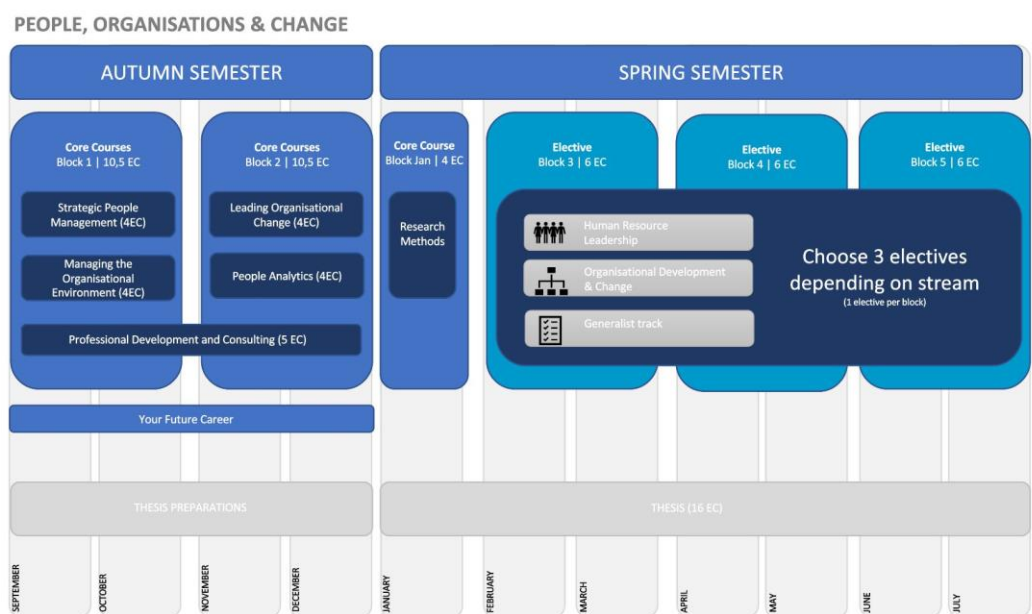 PEOPLE, ORGANISATIONS & CHANGE
AUTUMN SEMESTER
SPRING SEMESTER
Core Courses
Block 1 | 10,5 EC
Strategic People
Management (4EC)
Managing the
Organisational
Environment (4EC)
Core Courses
Block 2 | 10,5 EC
Leading Organisational
Change (4EC)
People Analytics (4EC)
Professional Development and Consulting (5 EC)
Core Course
Block Jan | 4 EC
Research
Methods
Elective
Block 3 | 6 EC
Elective
Block 4 | 6 EC
Elective
Block 5 | 6 EC
Human Resource
Leadership
Organisational Development
& Change
Generalist track
Choose 3 electives
depending on stream
(1 elective per block)
Your Future Career
THESIS PREPARATIONS
THESIS (16 EC)
SEPTEMBER
OCTOBER
NOVEMBER
DECEMBER
JANUARY
FEBRUARY
MARCH
APRIL
MAY
JUNE
JULY